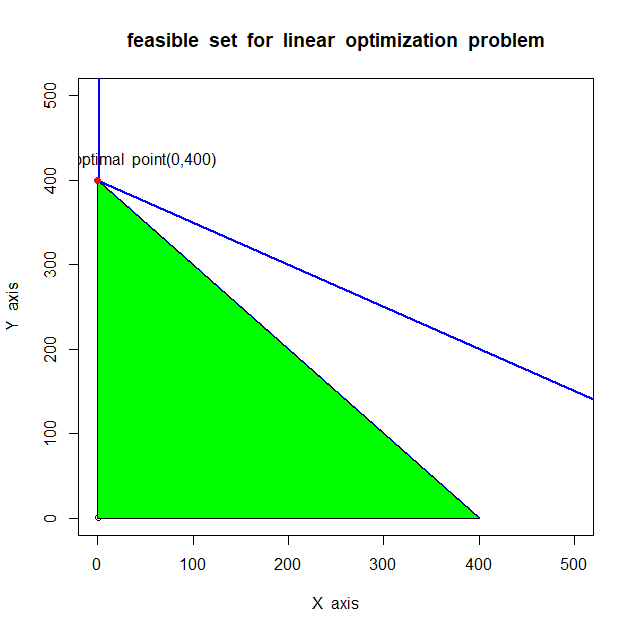 feasible set for linear optimization problem
500
optimal point(0,400)
400
300
200
100
0
Y axis
0 100 200 300 400 500
X axis